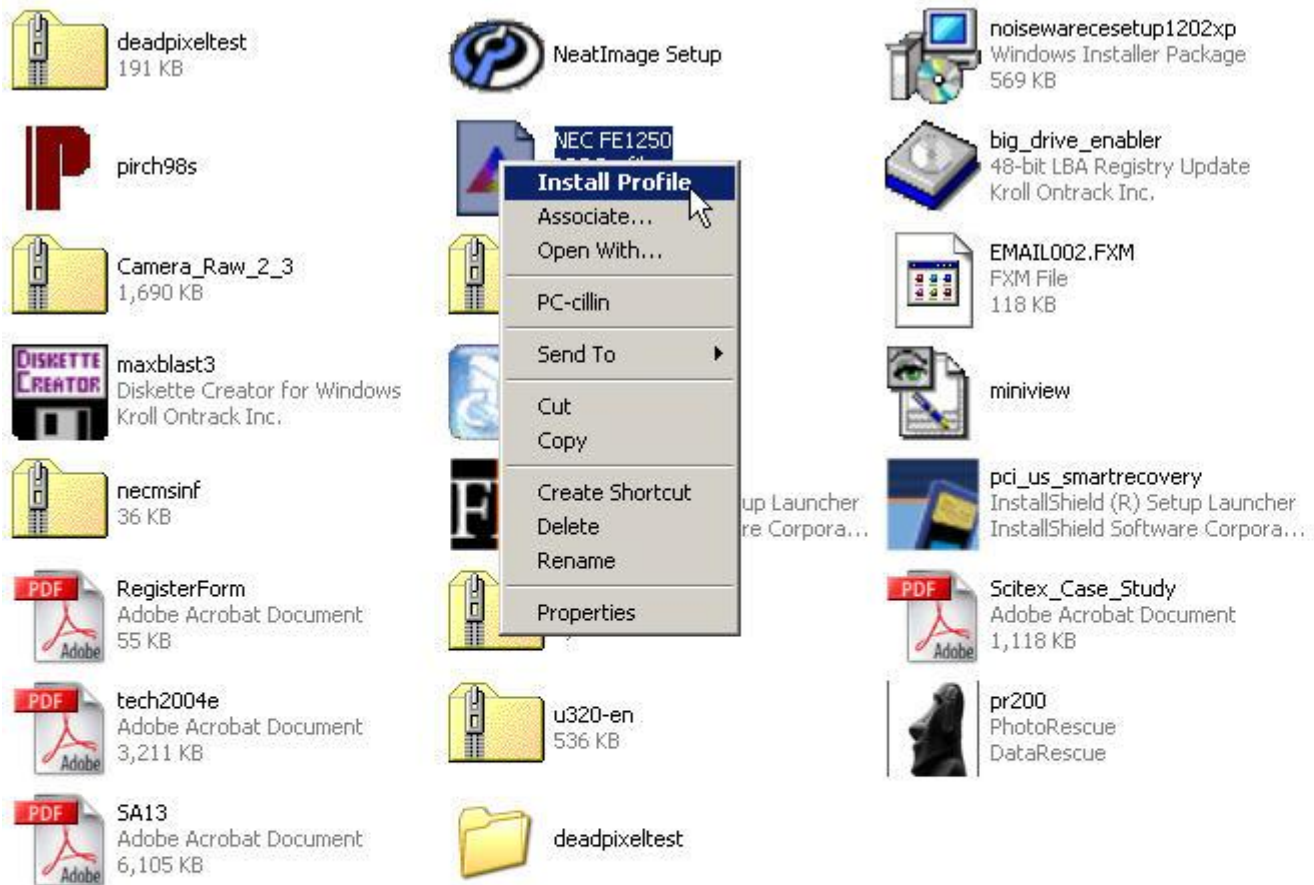 deadpixeltest
191 KB
NeatImage Setup
noisewarecesetup1202xp
Windows Installer Package
569 KB
pirch98s
NEC FE1250
big_drive_enabler
48-bit LBA Registry Update
Kroll Ontrack Inc.
Install Profile
Associate...
Open With...
PC-cillin
Send To
Cut
Copy
Create Shortcut
Delete
Rename
Properties
Camera_Raw_2_3
1,690 KB
EMAIL002.FXM
FXM File
118 KB
DISKETTE
CREATOR
maxblast3
Diskette Creator for Windows
Kroll Ontrack Inc.
miniview
necmsinf
36 KB
up Launcher
re Corpora...
pci_us_smartrecovery
InstallShield (R) Setup Launcher
InstallShield Software Corpora...
PDF
Adobe
RegisterForm
Adobe Acrobat Document
55 KB
PDF
Adobe
Scitex_Case_Study
Adobe Acrobat Document
1,118 KB
PDF
Adobe
tech2004e
Adobe Acrobat Document
3,211 KB
u320-en
536 KB
pr200
PhotoRescue
DataRescue
PDF
Adobe
SA13
Adobe Acrobat Document
6,105 KB
deadpixeltest